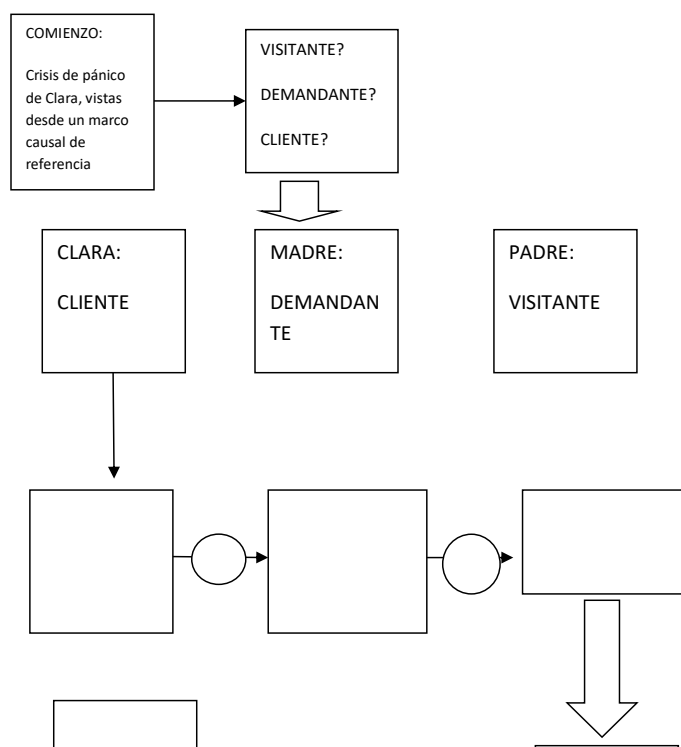 COMIENZO:
Crisis de pánico
de Clara, vistas
desde un marco
causal de
referencia
VISITANTE?
DEMANDANTE?
CLIENTE?
CLARA:
CLIENTE
MADRE:
DEMANDAN
TE
PADRE:
VISITANTE